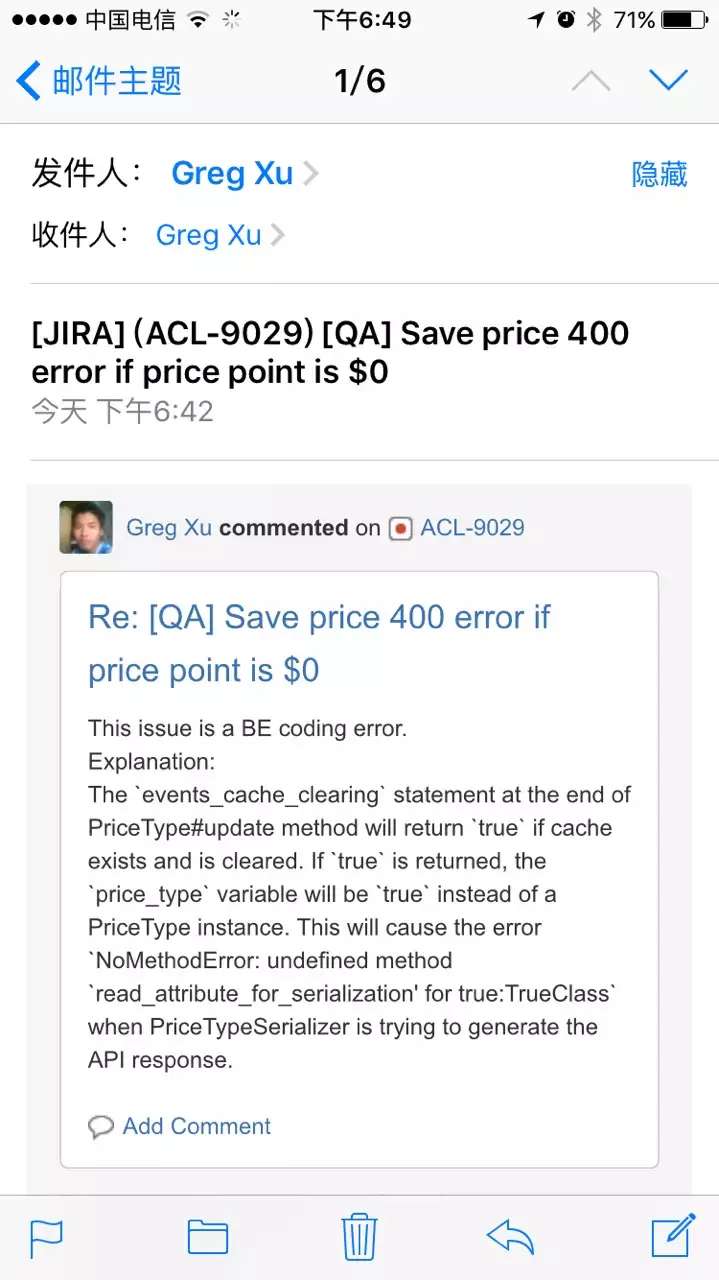 中国电信 下午6:49 71%
邮件主题 1/6
发件人： Greg Xu 隐藏
收件人： Greg Xu
[JIRA] (ACL-9029) [QA] Save price 400
error if price point is $0
今天 下午6:42
Greg Xu commented on ACL-9029
Re: [QA] Save price 400 error if
price point is $0
This issue is a BE coding error.
Explanation:
The `events_cache_clearing` statement at the end of
PriceType#update method will return `true` if cache
exists and is cleared. If `true` is returned, the
`price_type` variable will be `true` instead of a
PriceType instance. This will cause the error
`NoMethodError: undefined method
`read_attribute_for_serialization' for true:TrueClass`
when PriceTypeSerializer is trying to generate the
API response.
Add Comment